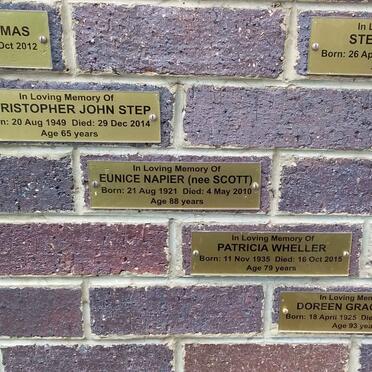 MAS
Oct 2012
In L
STE
Born: 26 Ap
In Loving Memory Of
RISTOPHER JOHN STEP
n: 20 Aug 1949 Died: 29 Dec 2014
Age 65 years
In Loving Memory Of
EUNICE NAPIER (nee SCOTT)
Born: 21 Aug 1921 Died: 4 May 2010
Age 88 years
In Loving Memory Of
PATRICIA WHELLER
Born: 11 Nov 1935 Died: 16 Oct 2015
Age 79 years
In Loving Mem
DOREEN GRAC
Born: 18 April 1925 Die
Age 93 yea